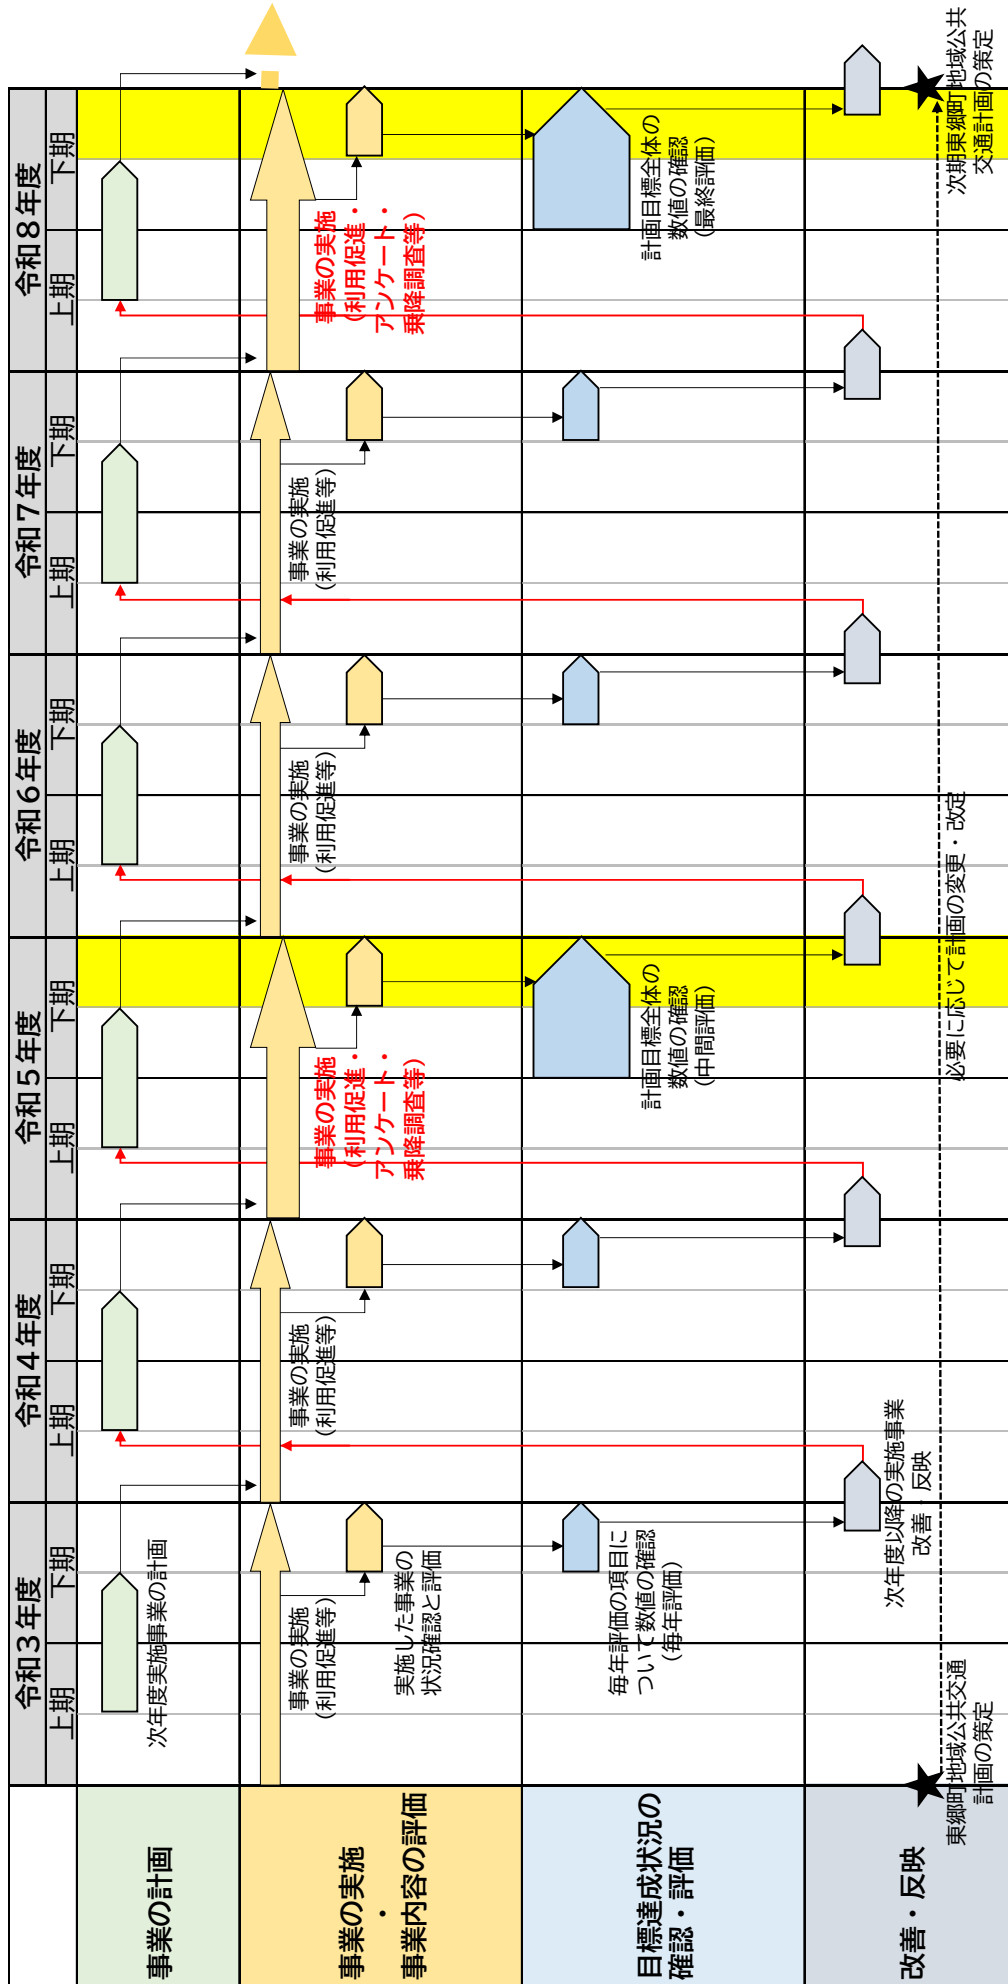 令和３年度
令和４年度
令和５年度
令和６年度
令和７年度
令和８年度
上期
下期
上期
下期
上期
下期
上期
下期
上期
下期
上期
下期
事業の計画
次年度実施事業の計画
事業の実施
・
事業内容の評価
事業の実施
（利用促進等）
実施した事業の
状況確認と評価
事業の実施
（利用促進等）
事業の実施
（利用促進・
アンケート・
乗降調査等）
事業の実施
（利用促進等）
事業の実施
（利用促進等）
事業の実施
（利用促進・
アンケート・
乗降調査等）
目標達成状況の
確認・評価
毎年評価の項目に
ついて数値の確認
（毎年評価）
計画目標全体の
数値の確認
（中間評価）
計画目標全体の
数値の確認
（最終評価）
改善・反映
次年度以降の実施事業
改善・反映
東郷町地域公共交通
計画の策定
必要に応じて計画の変更・改定
次期東郷町地域公共
交通計画の策定